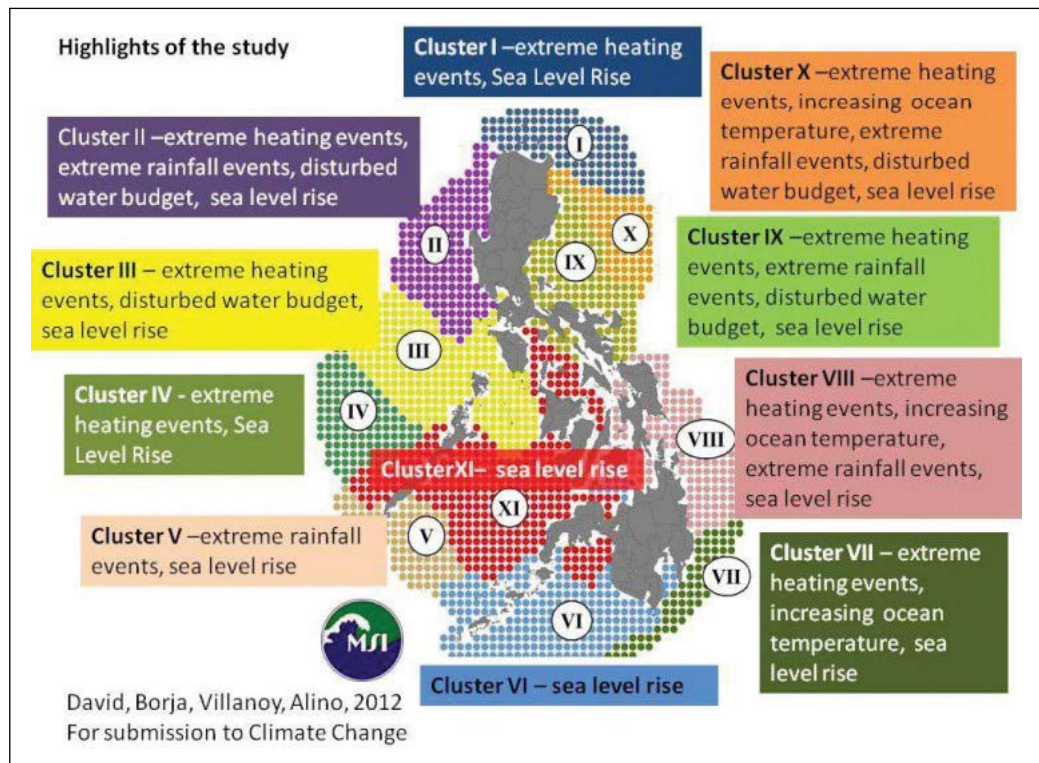 Highlights of the study
Cluster I –extreme heating
events, Sea Level Rise
Cluster X –extreme heating
events, increasing ocean
temperature, extreme
rainfall events, disturbed
water budget, sea level rise
Cluster II –extreme heating events,
extreme rainfall events, disturbed
water budget, sea level rise
I
II
X
IX
Cluster IX –extreme heating
events, extreme rainfall
events, disturbed water
budget, sea level rise
Cluster III – extreme heating
events, disturbed water budget,
sea level rise
III
Cluster IV - extreme
heating events, Sea
Level Rise
IV
Cluster VIII – extreme
heating events, increasing
ocean temperature,
extreme rainfall events,
sea level rise
VIII
ClusterXI– sea level rise
XI
Cluster V –extreme rainfall
events, sea level rise
V
Cluster VII – extreme
heating events,
increasing ocean
temperature, sea
level rise
VII
VI
MSI
Cluster VI – sea level rise
David, Borja, Villanoy, Alino, 2012
For submission to Climate Change